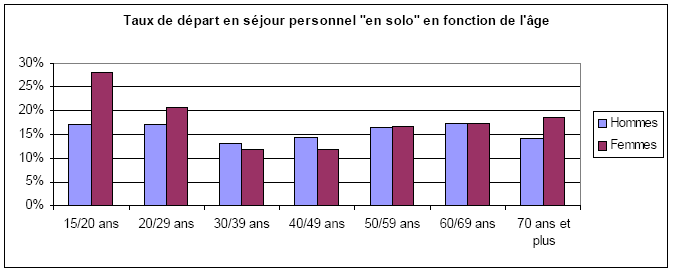 Taux de départ en séjour personnel "en solo" en fonction de l'âge
30%
25%
20%
15%
10%
5%
0%
15/20 ans 20/29 ans 30/39 ans 40/49 ans 50/59 ans 60/69 ans 70 ans et
plus
Hommes
Femmes